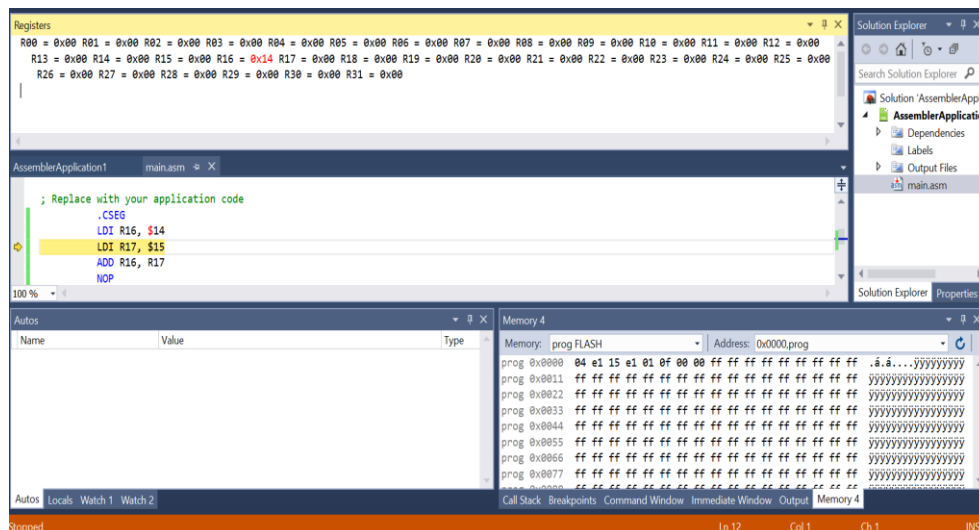 Registers
R00 = 0x00 R01 = 0x00 R02 = 0x00 R03 = 0x00 R04 = 0x00 R05 = 0x00 R06 = 0x00 R07 = 0x00 R08 = 0x00 R09 = 0x00 R10 = 0x00 R11 = 0x00 R12 = 0x00
R13 = 0x00 R14 = 0x00 R15 = 0x00 R16 = 0x14 R17 = 0x00 R18 = 0x00 R19 = 0x00 R20 = 0x00 R21 = 0x00 R22 = 0x00 R23 = 0x00 R24 = 0x00 R25 = 0x00
R26 = 0x00 R27 = 0x00 R28 = 0x00 R29 = 0x00 R30 = 0x00 R31 = 0x00
Solution Explorer
Search Solution Explorer
Solution 'AssemblerApp
AssemblerApplicati
Dependencies
Labels
Output Files
main.asm
Solution Explorer Properties
AssemblerApplication1 main.asm
; Replace with your application code
.CSEG
LDI R16, $14
LDI R17, $15
ADD R16, R17
NOP
100 %
Autos
Name Value Type
Autos Locals Watch 1 Watch 2
Memory 4
Memory: prog FLASH Address: 0x0000,prog
prog 0x0000 04 e1 15 e1 01 0f 00 00 ff ff ff ff ff ff ff ff ff .á.á....ÿÿÿÿÿÿÿÿÿ
prog 0x0011 ff ff ff ff ff ff ff ff ff ff ff ff ff ff ff ff ff ÿÿÿÿÿÿÿÿÿÿÿÿÿÿÿÿÿ
prog 0x0022 ff ff ff ff ff ff ff ff ff ff ff ff ff ff ff ff ff ÿÿÿÿÿÿÿÿÿÿÿÿÿÿÿÿÿ
prog 0x0033 ff ff ff ff ff ff ff ff ff ff ff ff ff ff ff ff ff ÿÿÿÿÿÿÿÿÿÿÿÿÿÿÿÿÿ
prog 0x0044 ff ff ff ff ff ff ff ff ff ff ff ff ff ff ff ff ff ÿÿÿÿÿÿÿÿÿÿÿÿÿÿÿÿÿ
prog 0x0055 ff ff ff ff ff ff ff ff ff ff ff ff ff ff ff ff ff ÿÿÿÿÿÿÿÿÿÿÿÿÿÿÿÿÿ
prog 0x0066 ff ff ff ff ff ff ff ff ff ff ff ff ff ff ff ff ff ÿÿÿÿÿÿÿÿÿÿÿÿÿÿÿÿÿ
prog 0x0077 ff ff ff ff ff ff ff ff ff ff ff ff ff ff ff ff ff ÿÿÿÿÿÿÿÿÿÿÿÿÿÿÿÿÿ
Call Stack Breakpoints Command Window Immediate Window Output Memory 4
Stopped Ln 12 Col 1 Ch 1 INS